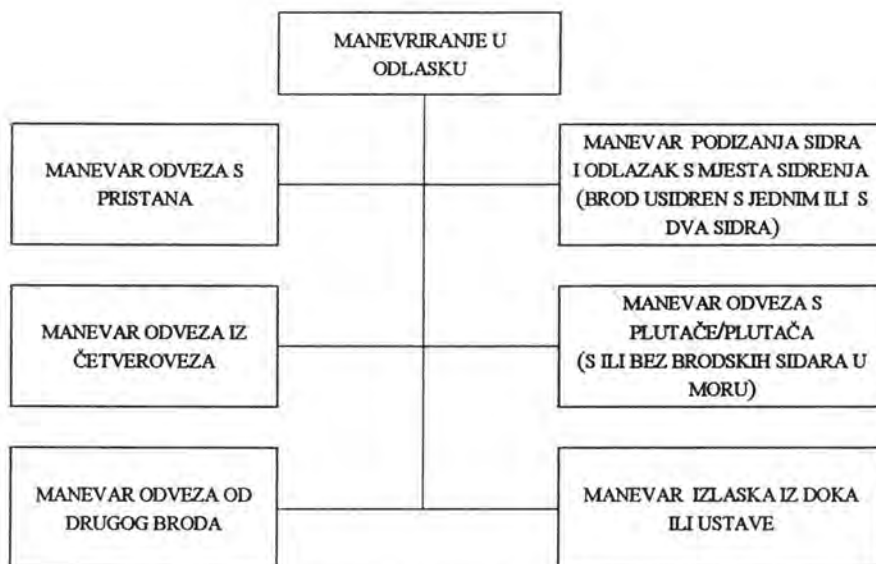 MANEVRIRANJE U
ODLASKU
MANEVAR ODVEZA S
PRISTANA
MANEVAR PODIZANJA SIDRA
I ODLAZAK S MJESTA SIDRENJA
(BROD USIDREN S JEDNIM ILI S
DVA SIDRA)
MANEVAR ODVEZA IZ
ČETVEROVEZA
MANEVAR ODVEZA S
PLUTAČE/PLUTAČA
(S ILI BEZ BRODSKIH SIDARA U
MORU)
MANEVAR ODVEZA OD
DRUGOG BRODA
MANEVAR IZLASKA IZ DOKA
ILI USTAVE